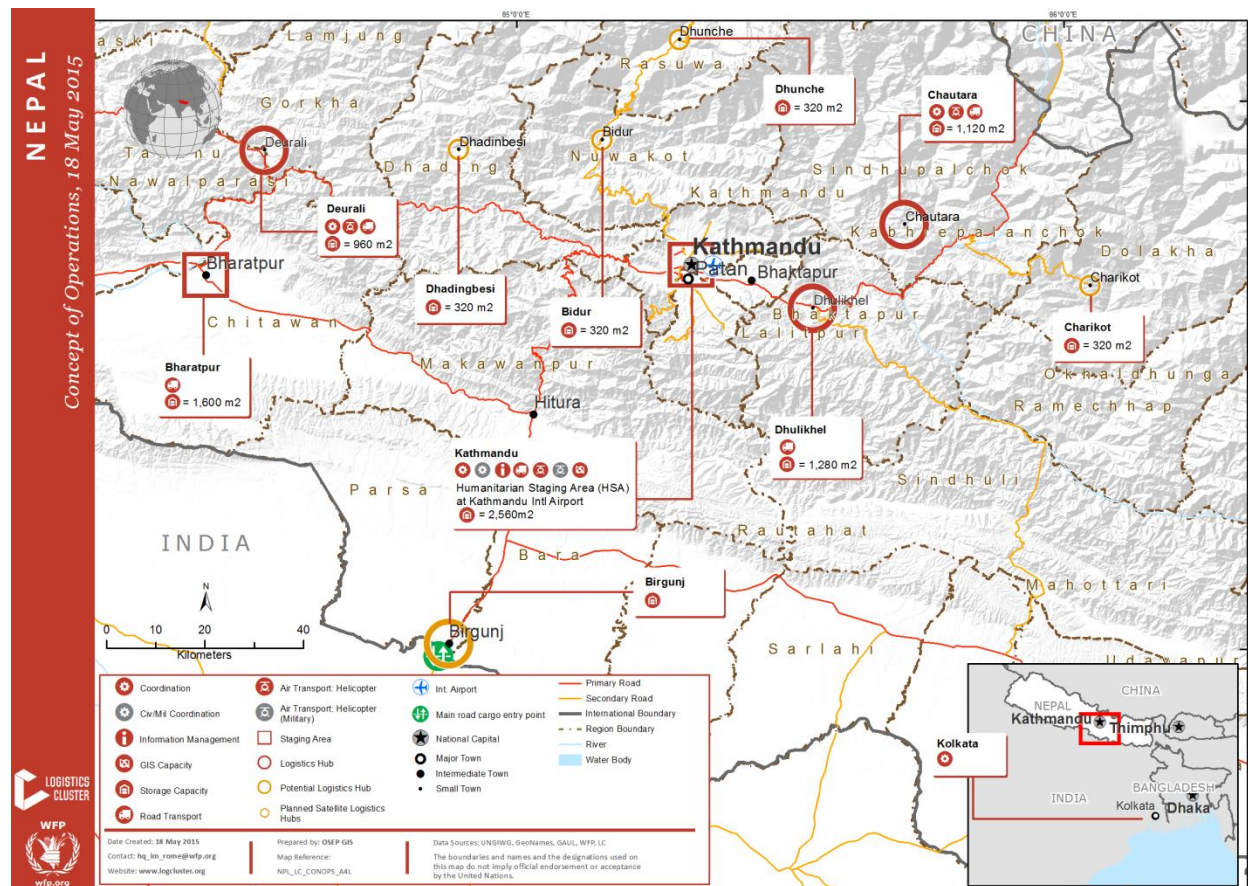 NEPAL
Concept of Operations, 18 May 2015
85°0'0"E
86°0'0"E
CHINA
Lamjung
Gorkha
Rasuwa
Dhunche
Dhunche
= 320 m2
Chautara
= 1,120 m2
Deurali
Nawalparasi
Dhadinbesi
Dhading
Bidur
Nuwakot
Kathmandu
Sindhupalchok
Chautara
Kabhrepalanchok
Dolakha
Deurali
= 960 m2
Kathmandu
Patan
Bhaktapur
Charikot
Bharatpur
Dhadingbesi
= 320 m2
Bidur
= 320 m2
Dhulikhel
Bhaktapur
Lalitpur
Charikot
= 320 m2
Chitawan
Makawanpur
Okhaldhunga
Ramechhap
Bharatpur
= 1,600 m2
Hitura
Dhulikhel
= 1,280 m2
Kathmandu
Humanitarian Staging Area (HSA)
at Kathmandu Intl Airport
= 2,560m2
Sindhuli
Parsa
Rautahat
INDIA
Bara
Mahottari
Birgunj
N
0 20 40
Kilometers
Birgunj
Sarlahi
Udayapur
Coordination
Civ/Mil Coordination
Information Management
GIS Capacity
Storage Capacity
Road Transport
Air Transport: Helicopter
Air Transport: Helicopter
(Military)
Staging Area
Logistics Hub
Potential Logistics Hub
Planned Satellite Logistics
Hubs
Int. Airport
Main road cargo entry point
National Capital
Major Town
Intermediate Town
Small Town
Primary Road
Secondary Road
International Boundary
Region Boundary
River
Water Body
Kolkata
CHINA
NEPAL
Kathmandu
Thimphu
BANGLADESH
INDIA
Kolkata
Dhaka
LOGISTICS
CLUSTER
WFP
wfp.org
Date Created: 18 May 2015
Contact: hq_im_rome@wfp.org
Website: www.logcluster.org
Prepared by: OSEP GIS
Map Reference:
NPL_LC_CONOPS_A4L
Data Sources: UNGIWG, GeoNames, GAUL, WFP, LC
The boundaries and names and the designations used on
this map do not imply official endorsement or acceptance
by the United Nations.